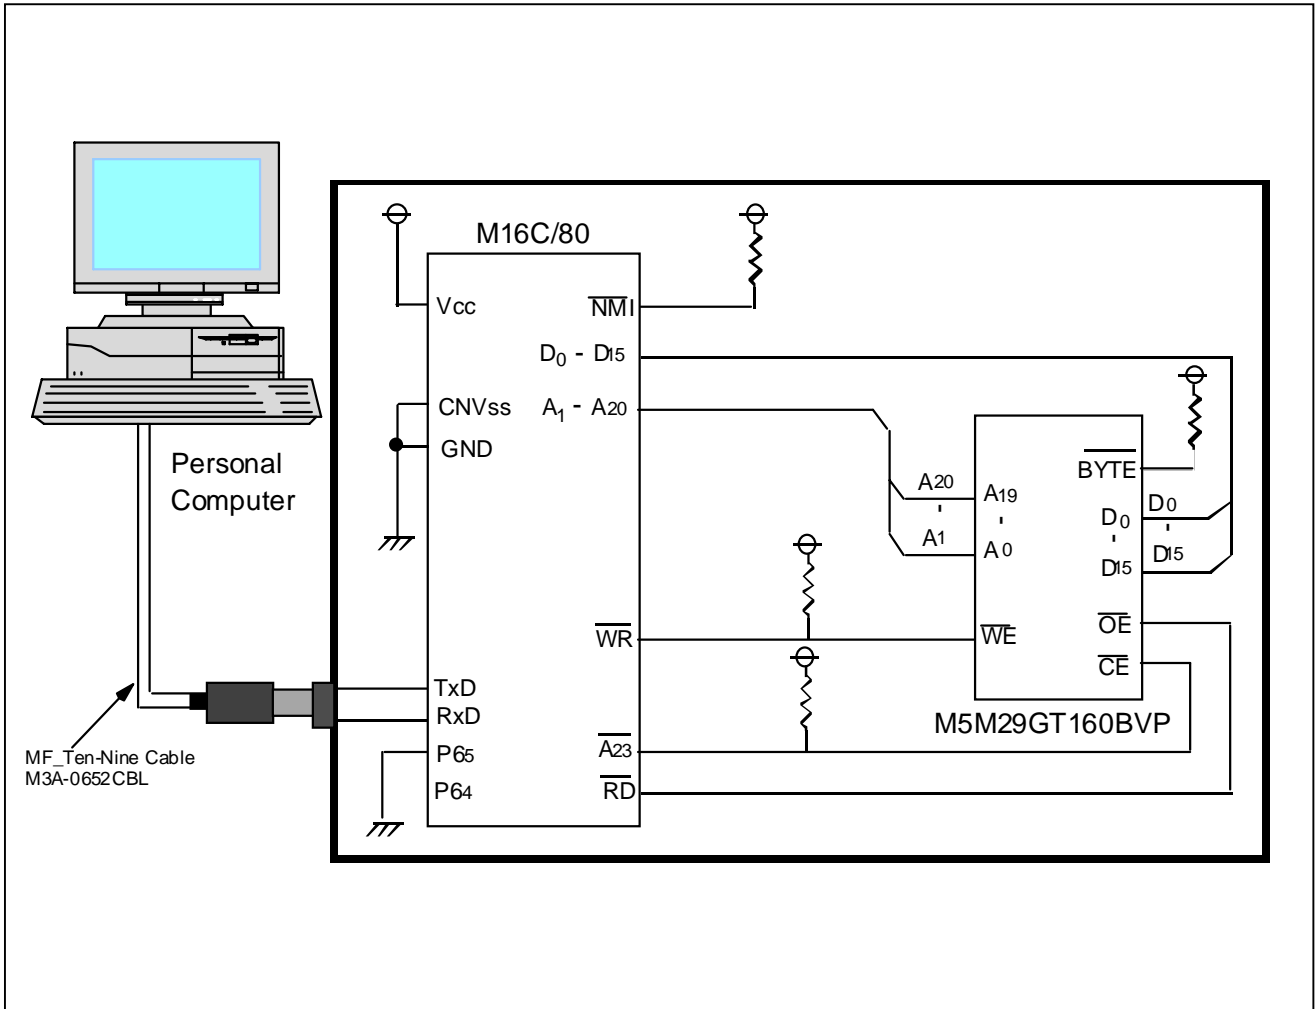 M16C/80
Vcc
NMI
D0 - D15
CNVss
A1 - A20
GND
Personal
Computer
BYTE
A20
-
A1
A19
-
A0
D0
-
D15
D0
-
D15
WR
WE
OE
CE
TxD
RxD
M5M29GT160BVP
MF_Ten-Nine Cable
M3A-0652CBL
P65
A23
P64
RD